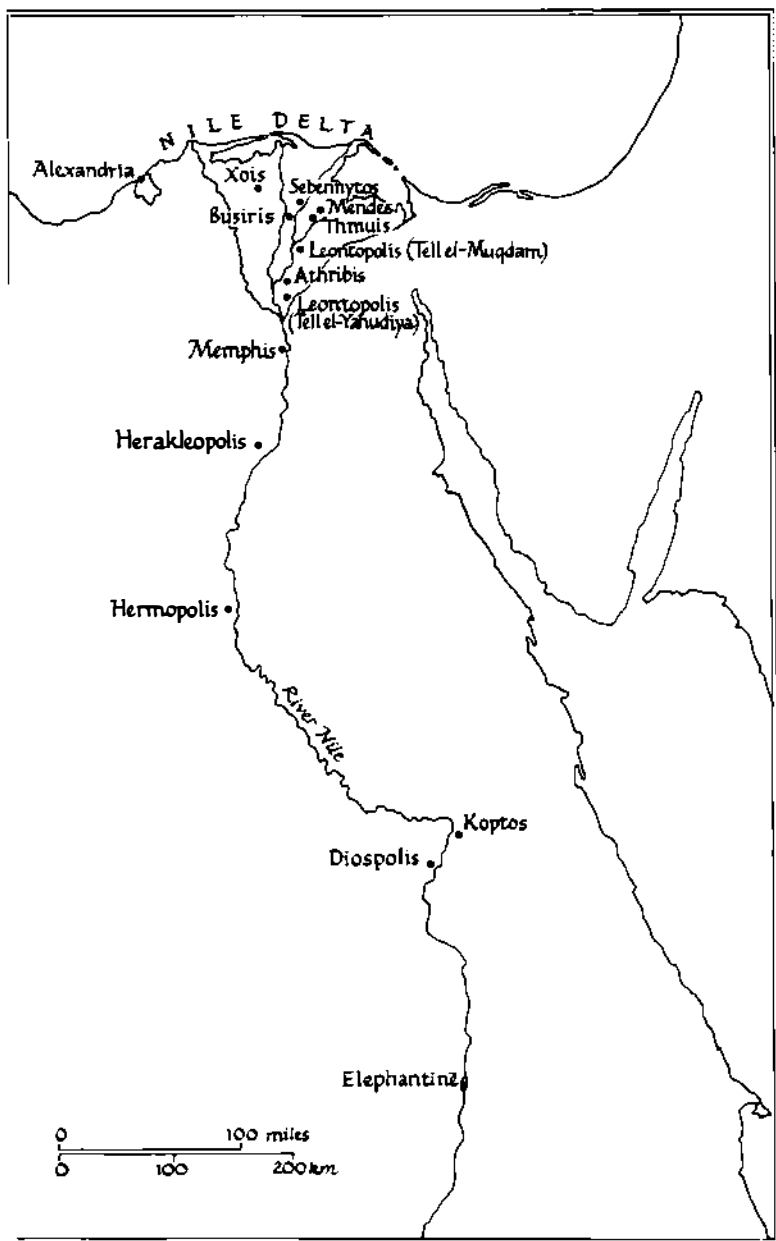 NILE DELTA
Alexandria
Xois
Sebennytos
Busiris
Mendes
Thmuis
Leontopolis (Tell el-Muqdam)
Athribis
Leontopolis
(Tell el-Yahudiya)
Memphis
Herakleopolis
Hermopolis
River Nile
Koptos
Diospolis
Elephantinē
0 100 miles
0 100 200 km